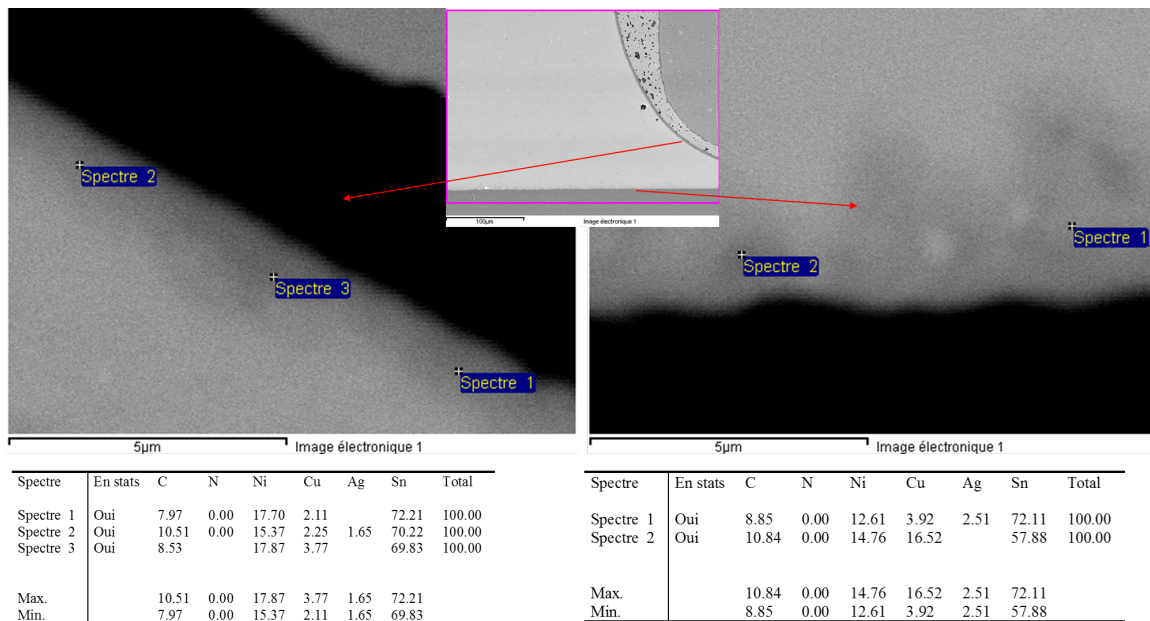 Spectre 2
Spectre 3
Spectre 1
5µm Image électronique 1
100µm Image électronique 1
Spectre 1
Spectre 2
5µm Image électronique 1
Spectre En stats C N Ni Cu Ag Sn Total
Spectre 1 Oui 7.97 0.00 17.70 2.11 72.21 100.00
Spectre 2 Oui 10.51 0.00 15.37 2.25 1.65 70.22 100.00
Spectre 3 Oui 8.53 17.87 3.77 69.83 100.00
Max. 10.51 0.00 17.87 3.77 1.65 72.21
Min. 7.97 0.00 15.37 2.11 1.65 69.83
Spectre En stats C N Ni Cu Ag Sn Total
Spectre 1 Oui 8.85 0.00 12.61 3.92 2.51 72.11 100.00
Spectre 2 Oui 10.84 0.00 14.76 16.52 57.88 100.00
Max. 10.84 0.00 14.76 16.52 2.51 72.11
Min. 8.85 0.00 12.61 3.92 2.51 57.88